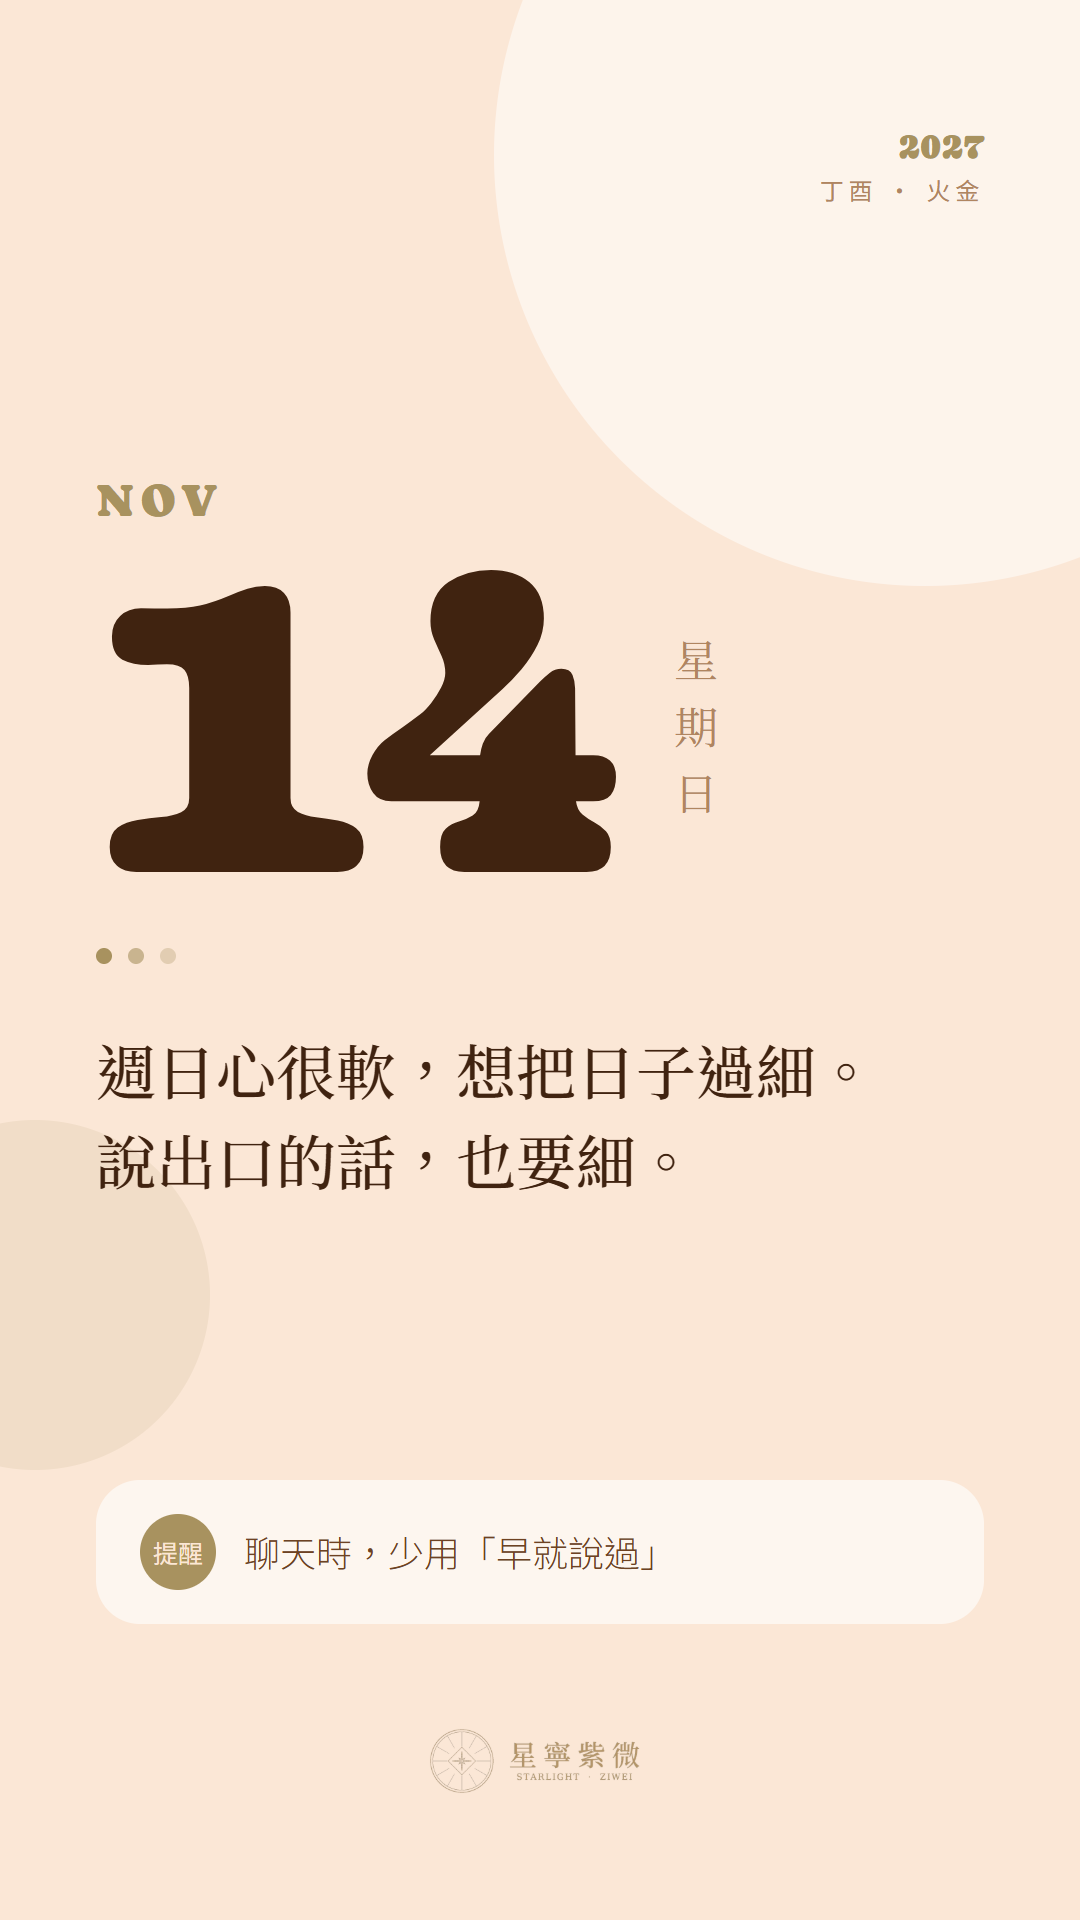 2027
丁酉 · 火金
NOV
14
星期日
週日心很軟，想把日子過細。
說出口的話，也要細。
提醒
聊天時，少用「早就說過」
星寧紫微
STARLIGHT · ZIWEI